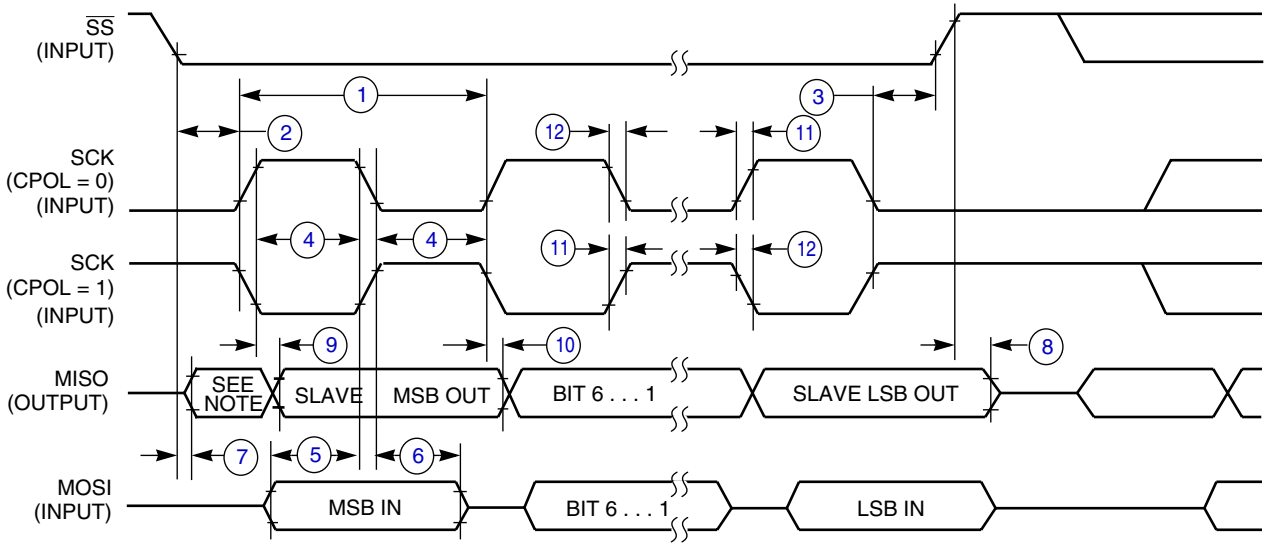 SS
(INPUT)
1
3
2
12
11
SCK
(CPOL = 0)
(INPUT)
4
4
11
12
SCK
(CPOL = 1)
(INPUT)
9
10
8
MISO
(OUTPUT)
SEE
NOTE
SLAVE
MSB OUT
BIT 6 . . . 1
SLAVE LSB OUT
7
5
6
MOSI
(INPUT)
MSB IN
BIT 6 . . . 1
LSB IN